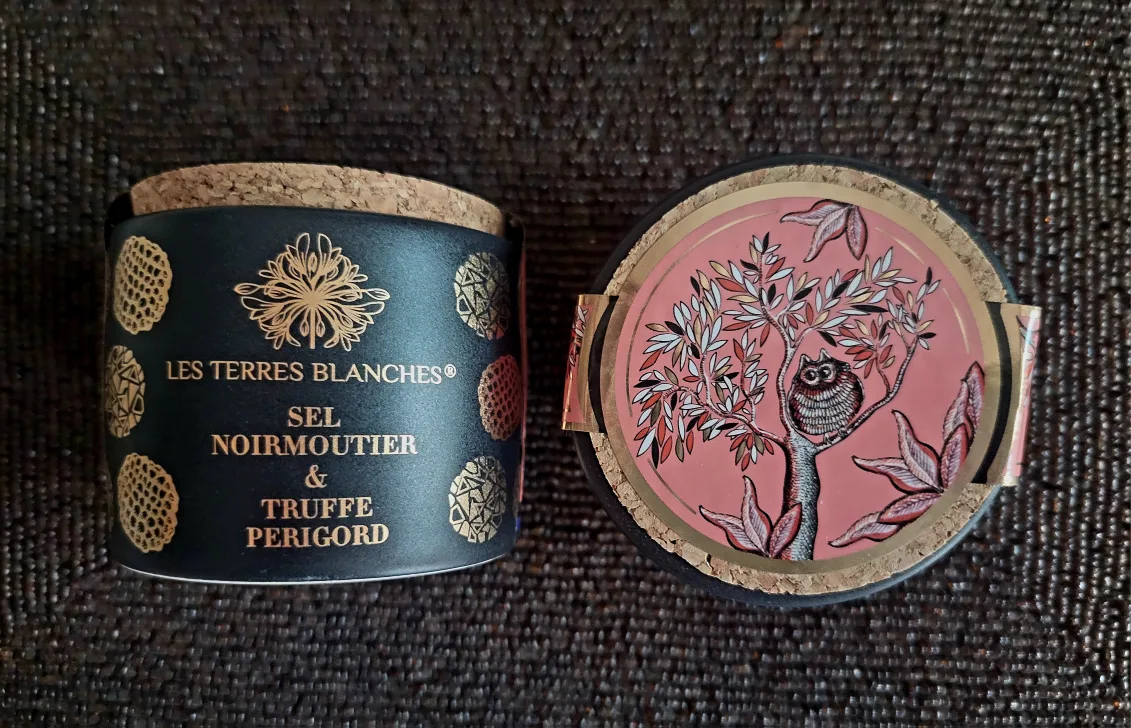 LES TERRES BLANCHES®
SEL
NOIRMOUTIER
&
TRUFFE
PERIGORD